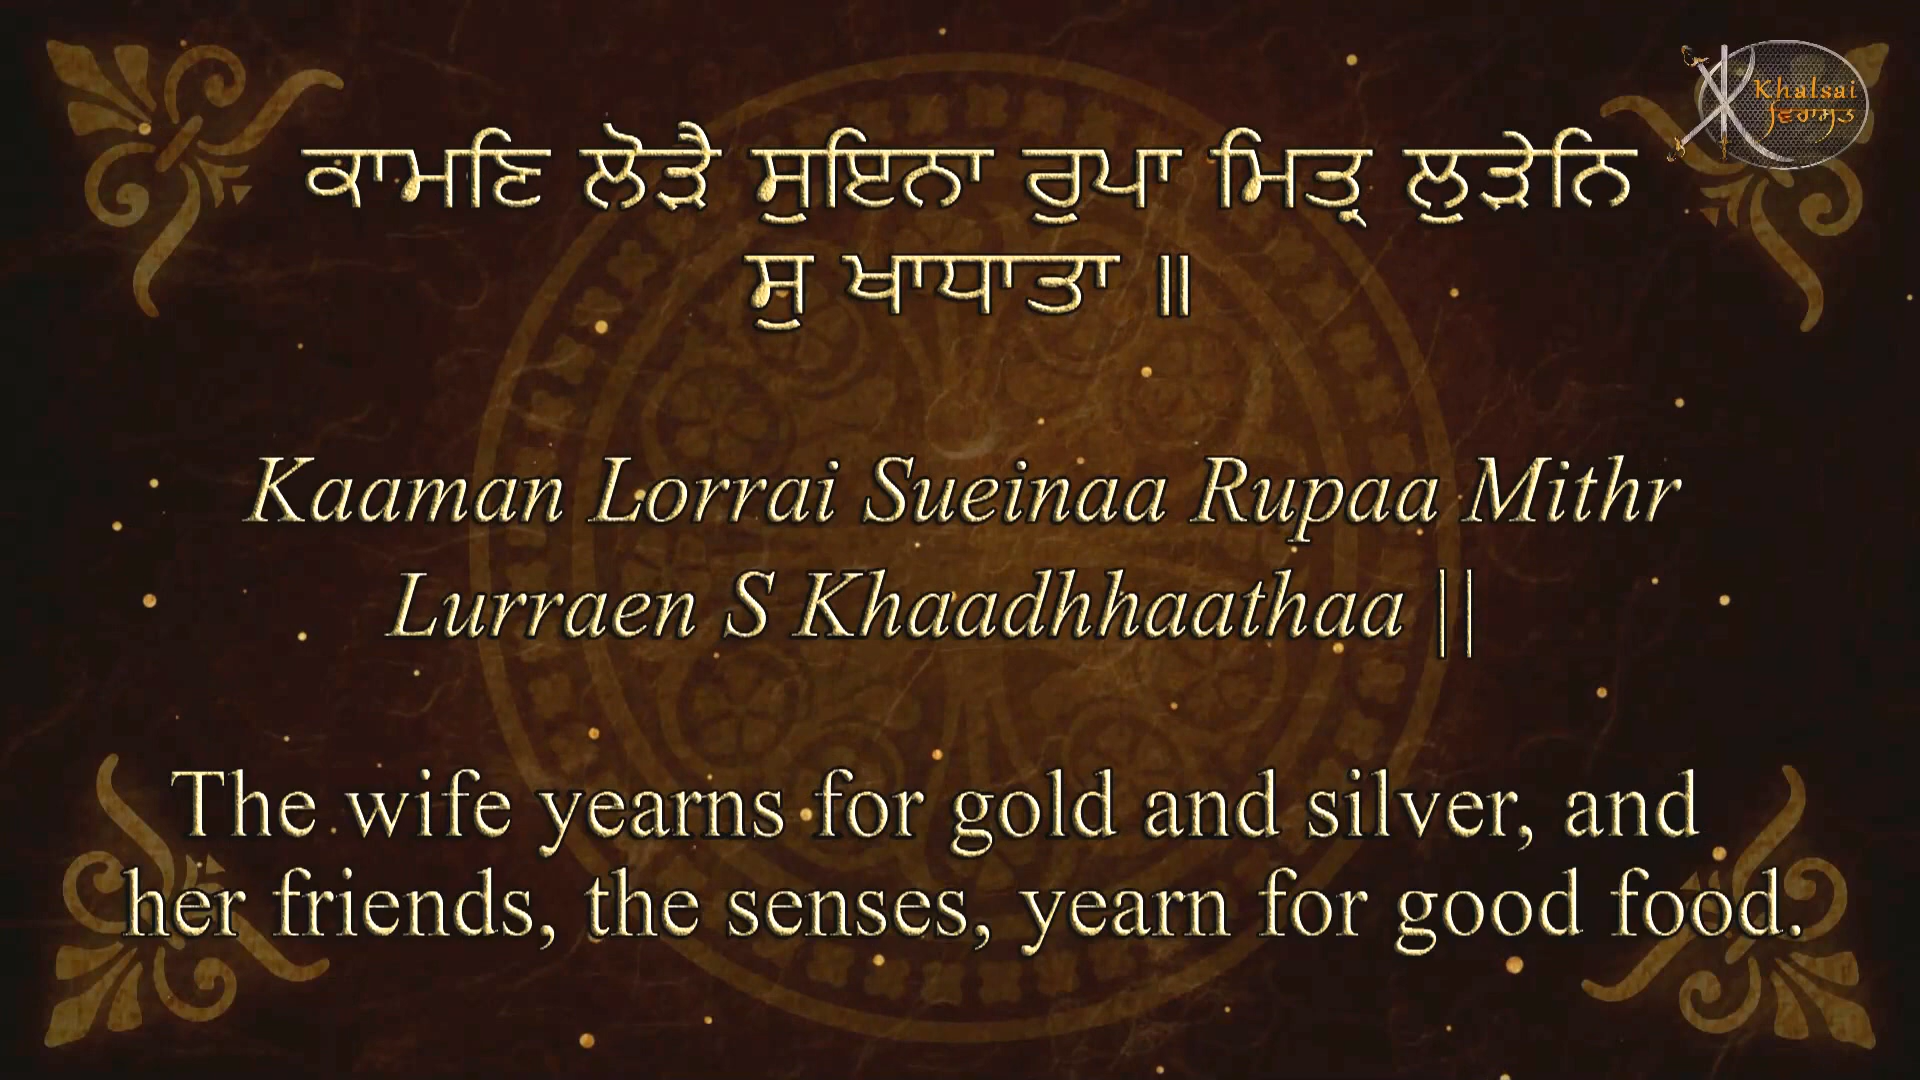 Khalsai
ਵਿਰਾਸਤ
ਕਾਮਣਿ ਲੋੜੈ ਸੁਇਨਾ ਰੁਪਾ ਮਿਤ੍ਰ ਲੁੜੇਨਿ
ਸੁ ਖਾਧਾਤਾ ॥
Kaaman Lorrai Sueinaa Rupaa Mithr
Lurraen S Khaadhhaathaa ||
The wife yearns for gold and silver, and
her friends, the senses, yearn for good food.